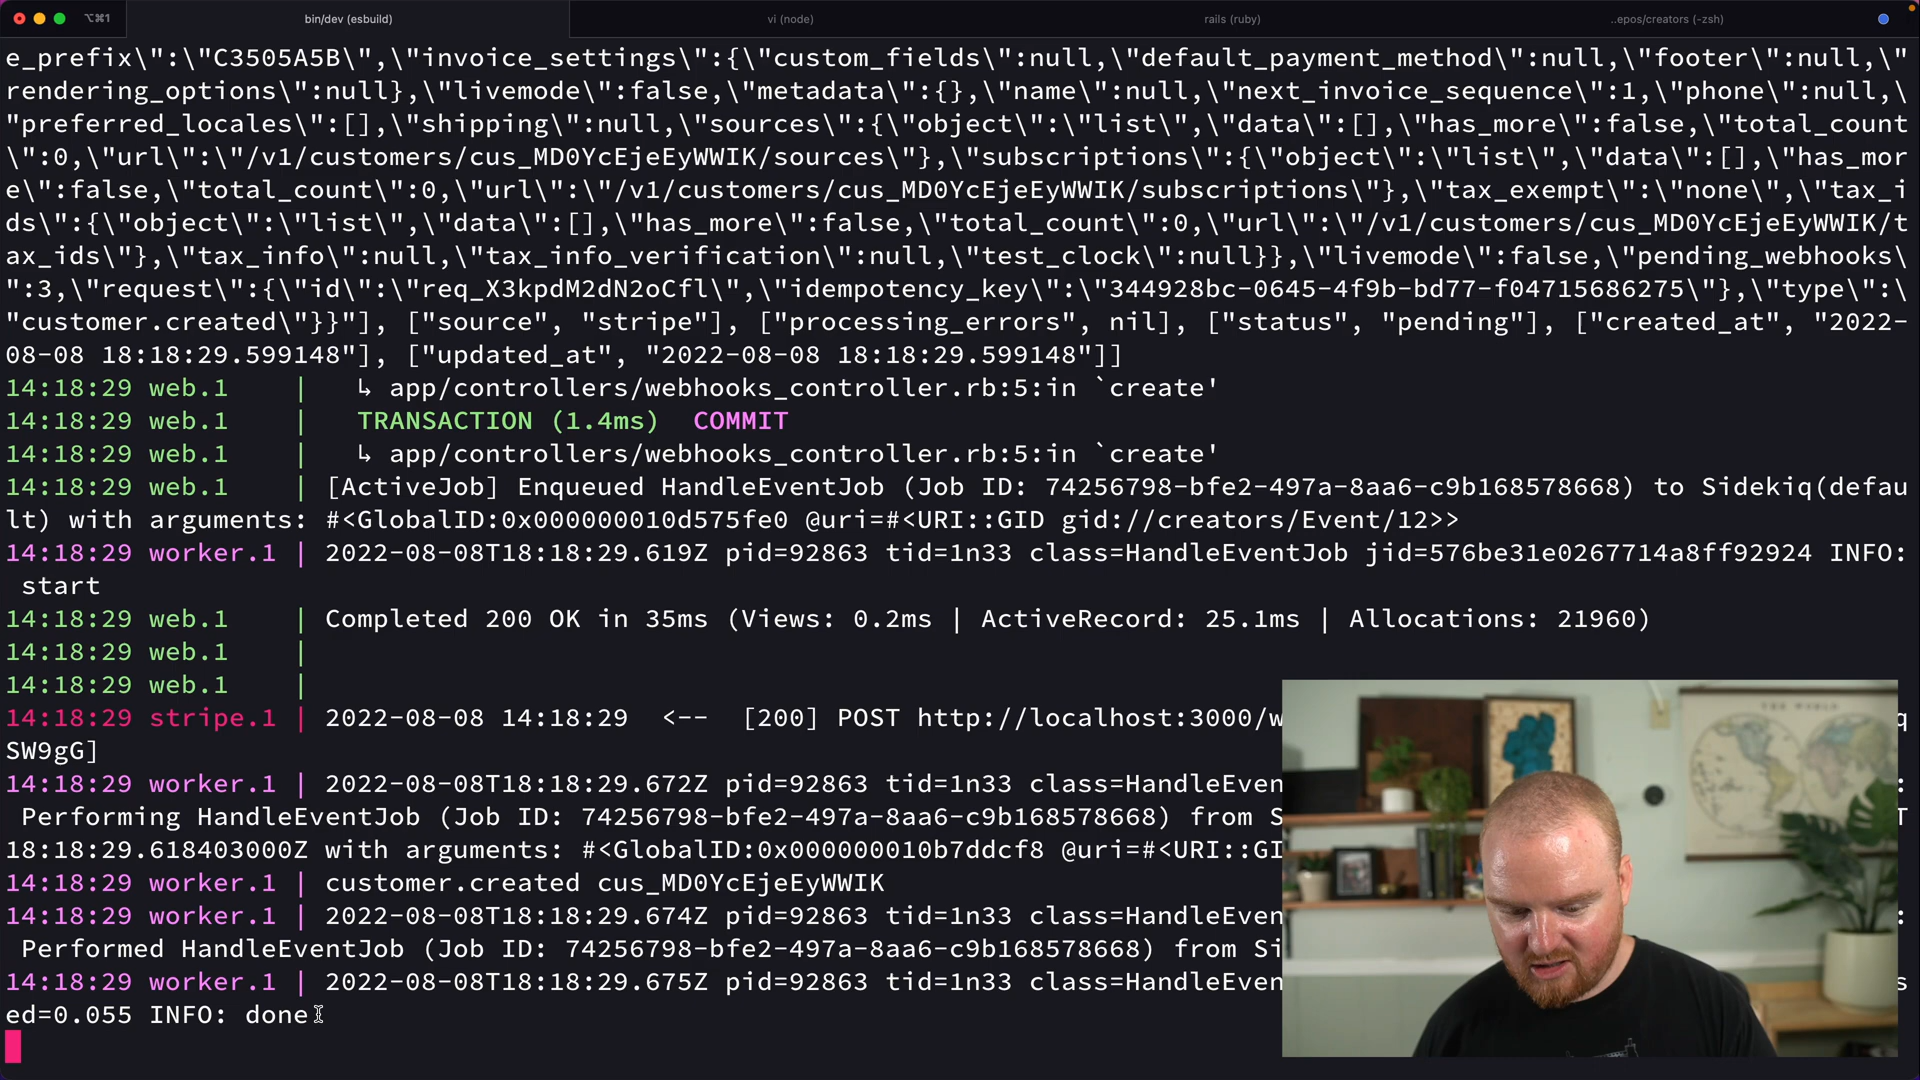 ⌥⌘1 bin/dev (esbuild) vi (node) rails (ruby) ..epos/creators (-zsh)
e_prefix\":\"C3505A5B\",\"invoice_settings\":{\"custom_fields\":null,\"default_payment_method\":null,\"footer\":null,\"
rendering_options\":null},\"livemode\":false,\"metadata\":{},\"name\":null,\"next_invoice_sequence\":1,\"phone\":null,\
"preferred_locales\":[],\"shipping\":null,\"sources\":{\"object\":\"list\",\"data\":[],\"has_more\":false,\"total_count
\":0,\"url\":\"/v1/customers/cus_MD0YcEjeEyWWIK/sources\"},\"subscriptions\":{\"object\":\"list\",\"data\":[],\"has_mor
e\":false,\"total_count\":0,\"url\":\"/v1/customers/cus_MD0YcEjeEyWWIK/subscriptions\"},\"tax_exempt\":\"none\",\"tax_i
ds\":{\"object\":\"list\",\"data\":[],\"has_more\":false,\"total_count\":0,\"url\":\"/v1/customers/cus_MD0YcEjeEyWWIK/t
ax_ids\"},\"tax_info\":null,\"tax_info_verification\":null,\"test_clock\":null}},\"livemode\":false,\"pending_webhooks\
":3,\"request\":{\"id\":\"req_X3kpdM2dN2oCfl\",\"idempotency_key\":\"344928bc-0645-4f9b-bd77-f04715686275\"},\"type\":\
"customer.created\"}}"], ["source", "stripe"], ["processing_errors", nil], ["status", "pending"], ["created_at", "2022-
08-08 18:18:29.599148"], ["updated_at", "2022-08-08 18:18:29.599148"]]
14:18:29 web.1 | ↳ app/controllers/webhooks_controller.rb:5:in `create'
14:18:29 web.1 | TRANSACTION (1.4ms) COMMIT
14:18:29 web.1 | ↳ app/controllers/webhooks_controller.rb:5:in `create'
14:18:29 web.1 | [ActiveJob] Enqueued HandleEventJob (Job ID: 74256798-bfe2-497a-8aa6-c9b168578668) to Sidekiq(defau
lt) with arguments: #<GlobalID:0x000000010d575fe0 @uri=#<URI::GID gid://creators/Event/12>>
14:18:29 worker.1 | 2022-08-08T18:18:29.619Z pid=92863 tid=1n33 class=HandleEventJob jid=576be31e0267714a8ff92924 INFO:
start
14:18:29 web.1 | Completed 200 OK in 35ms (Views: 0.2ms | ActiveRecord: 25.1ms | Allocations: 21960)
14:18:29 web.1 |
14:18:29 web.1 |
14:18:29 stripe.1 | 2022-08-08 14:18:29 <-- [200] POST http://localhost:3000/w q
SW9gG]
14:18:29 worker.1 | 2022-08-08T18:18:29.672Z pid=92863 tid=1n33 class=HandleEven :
Performing HandleEventJob (Job ID: 74256798-bfe2-497a-8aa6-c9b168578668) from S T
18:18:29.618403000Z with arguments: #<GlobalID:0x000000010b7ddcf8 @uri=#<URI::GI
14:18:29 worker.1 | customer.created cus_MD0YcEjeEyWWIK
14:18:29 worker.1 | 2022-08-08T18:18:29.674Z pid=92863 tid=1n33 class=HandleEven :
Performed HandleEventJob (Job ID: 74256798-bfe2-497a-8aa6-c9b168578668) from Si
14:18:29 worker.1 | 2022-08-08T18:18:29.675Z pid=92863 tid=1n33 class=HandleEven s
ed=0.055 INFO: done
THE WORLD